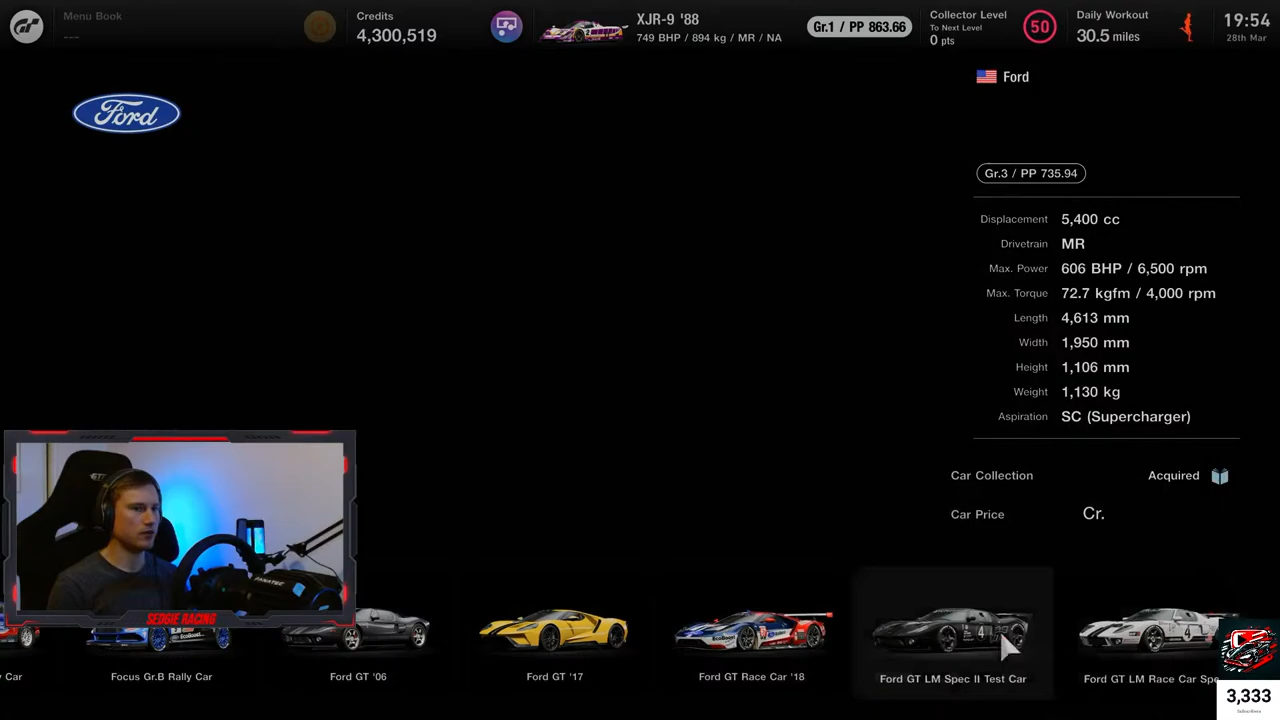 Menu Book
---
Credits
4,300,519
XJR-9 '88
749 BHP / 894 kg / MR / NA
Gr.1 / PP 863.66
Collector Level
To Next Level
0 pts
50
Daily Workout
30.5 miles
19:54
28th Mar
Ford
Ford
Gr.3 / PP 735.94
Displacement 5,400 cc
Drivetrain MR
Max. Power 606 BHP / 6,500 rpm
Max. Torque 72.7 kgfm / 4,000 rpm
Length 4,613 mm
Width 1,950 mm
Height 1,106 mm
Weight 1,130 kg
Aspiration SC (Supercharger)
Car Collection Acquired
Car Price Cr.
FANATEC
SEDGIE RACING
y Car
Focus Gr.B Rally Car
Ford GT '06
Ford GT '17
Ford GT Race Car '18
Ford GT LM Spec II Test Car
Ford GT LM Race Car Spe
3,333
Subscribers